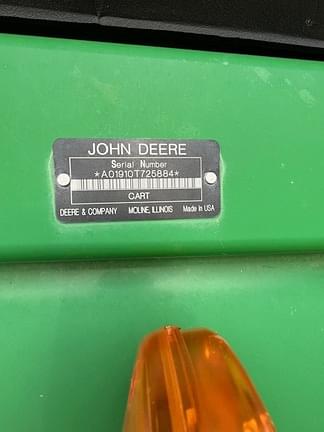 JOHN DEERE
Serial Number
*A01910T725884*
CART
DEERE & COMPANY MOLINE, ILLINOIS Made In USA